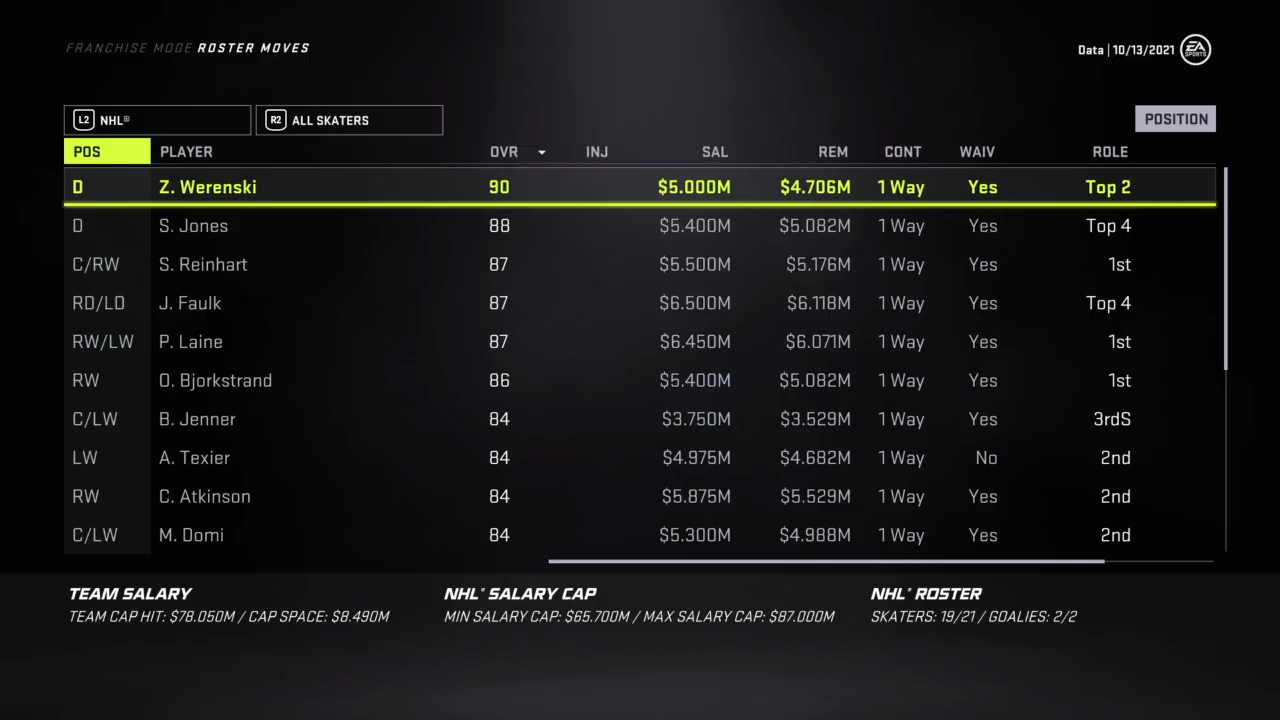 FRANCHISE MODE ROSTER MOVES
Data | 10/13/2021 EA SPORTS
L2 NHL® R2 ALL SKATERS POSITION
POS PLAYER OVR INJ SAL REM CONT WAIV ROLE
D Z. Werenski 90 $5.000M $4.706M 1 Way Yes Top 2
D S. Jones 88 $5.400M $5.082M 1 Way Yes Top 4
C/RW S. Reinhart 87 $5.500M $5.176M 1 Way Yes 1st
RD/LD J. Faulk 87 $6.500M $6.118M 1 Way Yes Top 4
RW/LW P. Laine 87 $6.450M $6.071M 1 Way Yes 1st
RW O. Bjorkstrand 86 $5.400M $5.082M 1 Way Yes 1st
C/LW B. Jenner 84 $3.750M $3.529M 1 Way Yes 3rdS
LW A. Texier 84 $4.975M $4.682M 1 Way No 2nd
RW C. Atkinson 84 $5.875M $5.529M 1 Way Yes 2nd
C/LW M. Domi 84 $5.300M $4.988M 1 Way Yes 2nd
TEAM SALARY NHL® SALARY CAP NHL® ROSTER
TEAM CAP HIT: $78.050M / CAP SPACE: $8.490M MIN SALARY CAP: $65.700M / MAX SALARY CAP: $87.000M SKATERS: 19/21 / GOALIES: 2/2